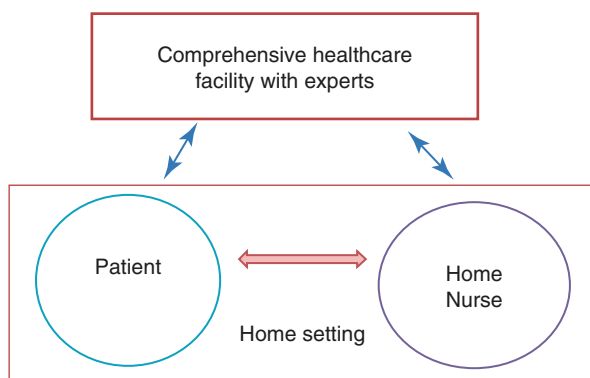 Comprehensive healthcare
facility with experts
Patient
Home
Nurse
Home setting